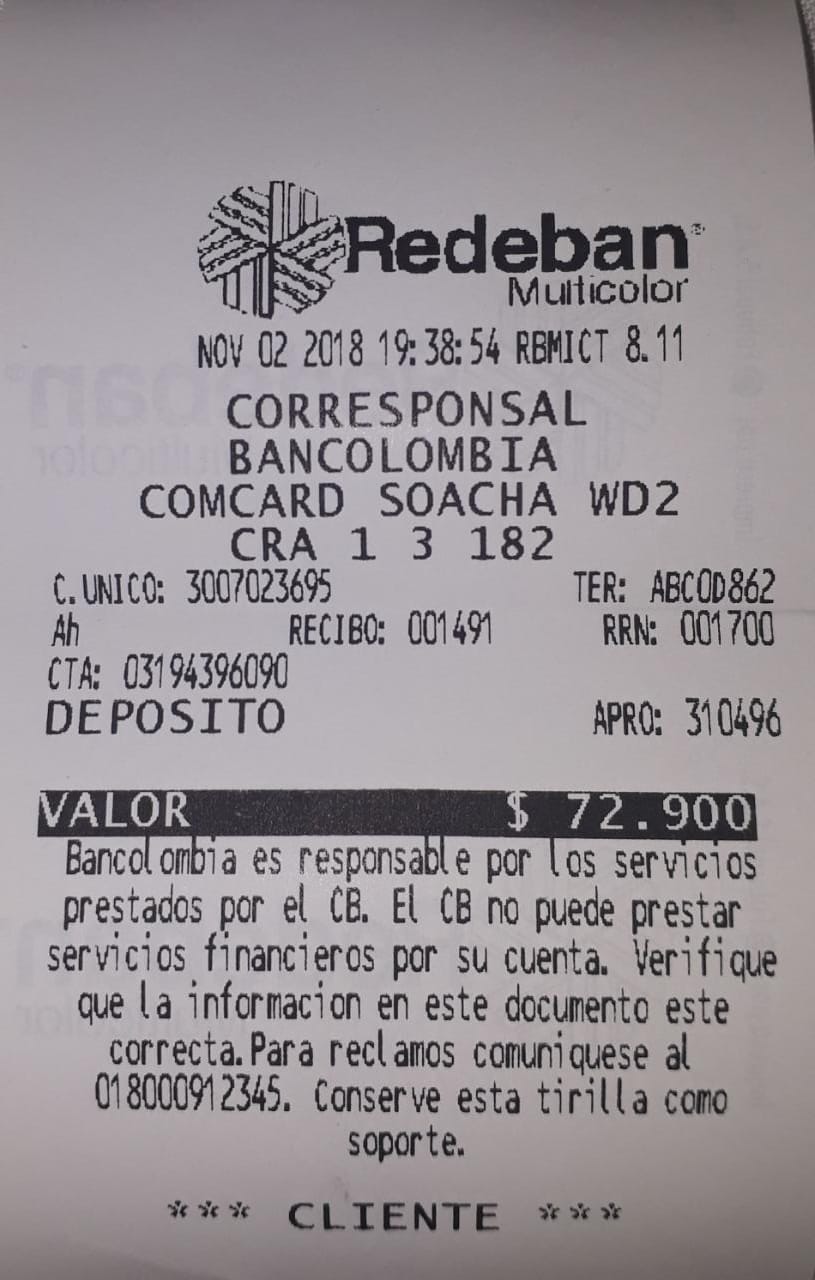 Redeban®
Multicolor
NOV 02 2018 19:38:54 RBMICT 8.11
CORRESPONSAL
BANCOLOMBIA
COMCARD SOACHA WD2
CRA 1 3 182
C.UNICO: 3007023695 TER: ABCOD862
Ah RECIBO: 001491 RRN: 001700
CTA: 03194396090
DEPOSITO APRO: 310496
VALOR $ 72.900
Bancolombia es responsable por los servicios
prestados por el CB. El CB no puede prestar
servicios financieros por su cuenta. Verifique
que la informacion en este documento este
correcta.Para reclamos comuniquese al
018000912345. Conserve esta tirilla como
soporte.
*** CLIENTE ***